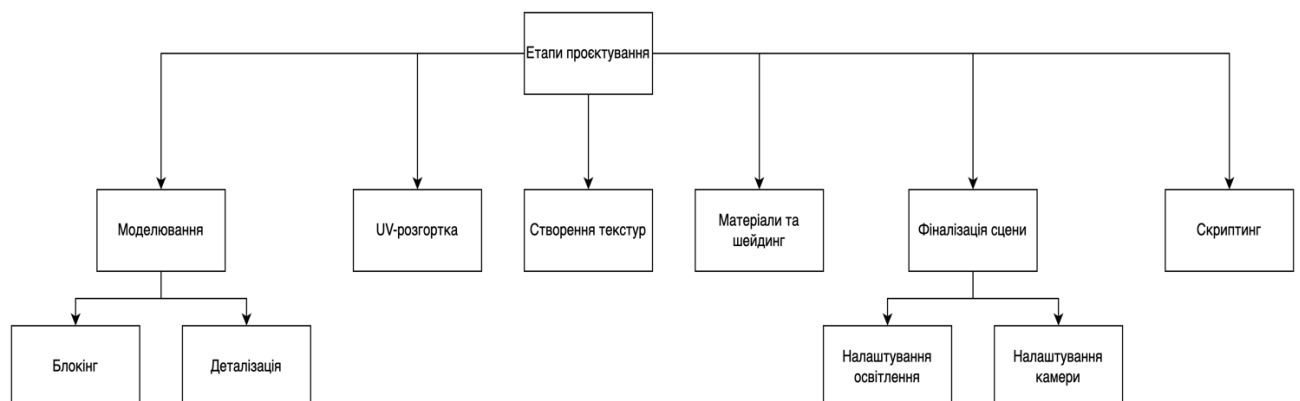 Етапи проєктування
Моделювання
UV-розгортка
Створення текстур
Матеріали та
шейдинг
Фіналізація сцени
Скриптинг
Блокінг
Деталізація
Налаштування
освітлення
Налаштування
камери